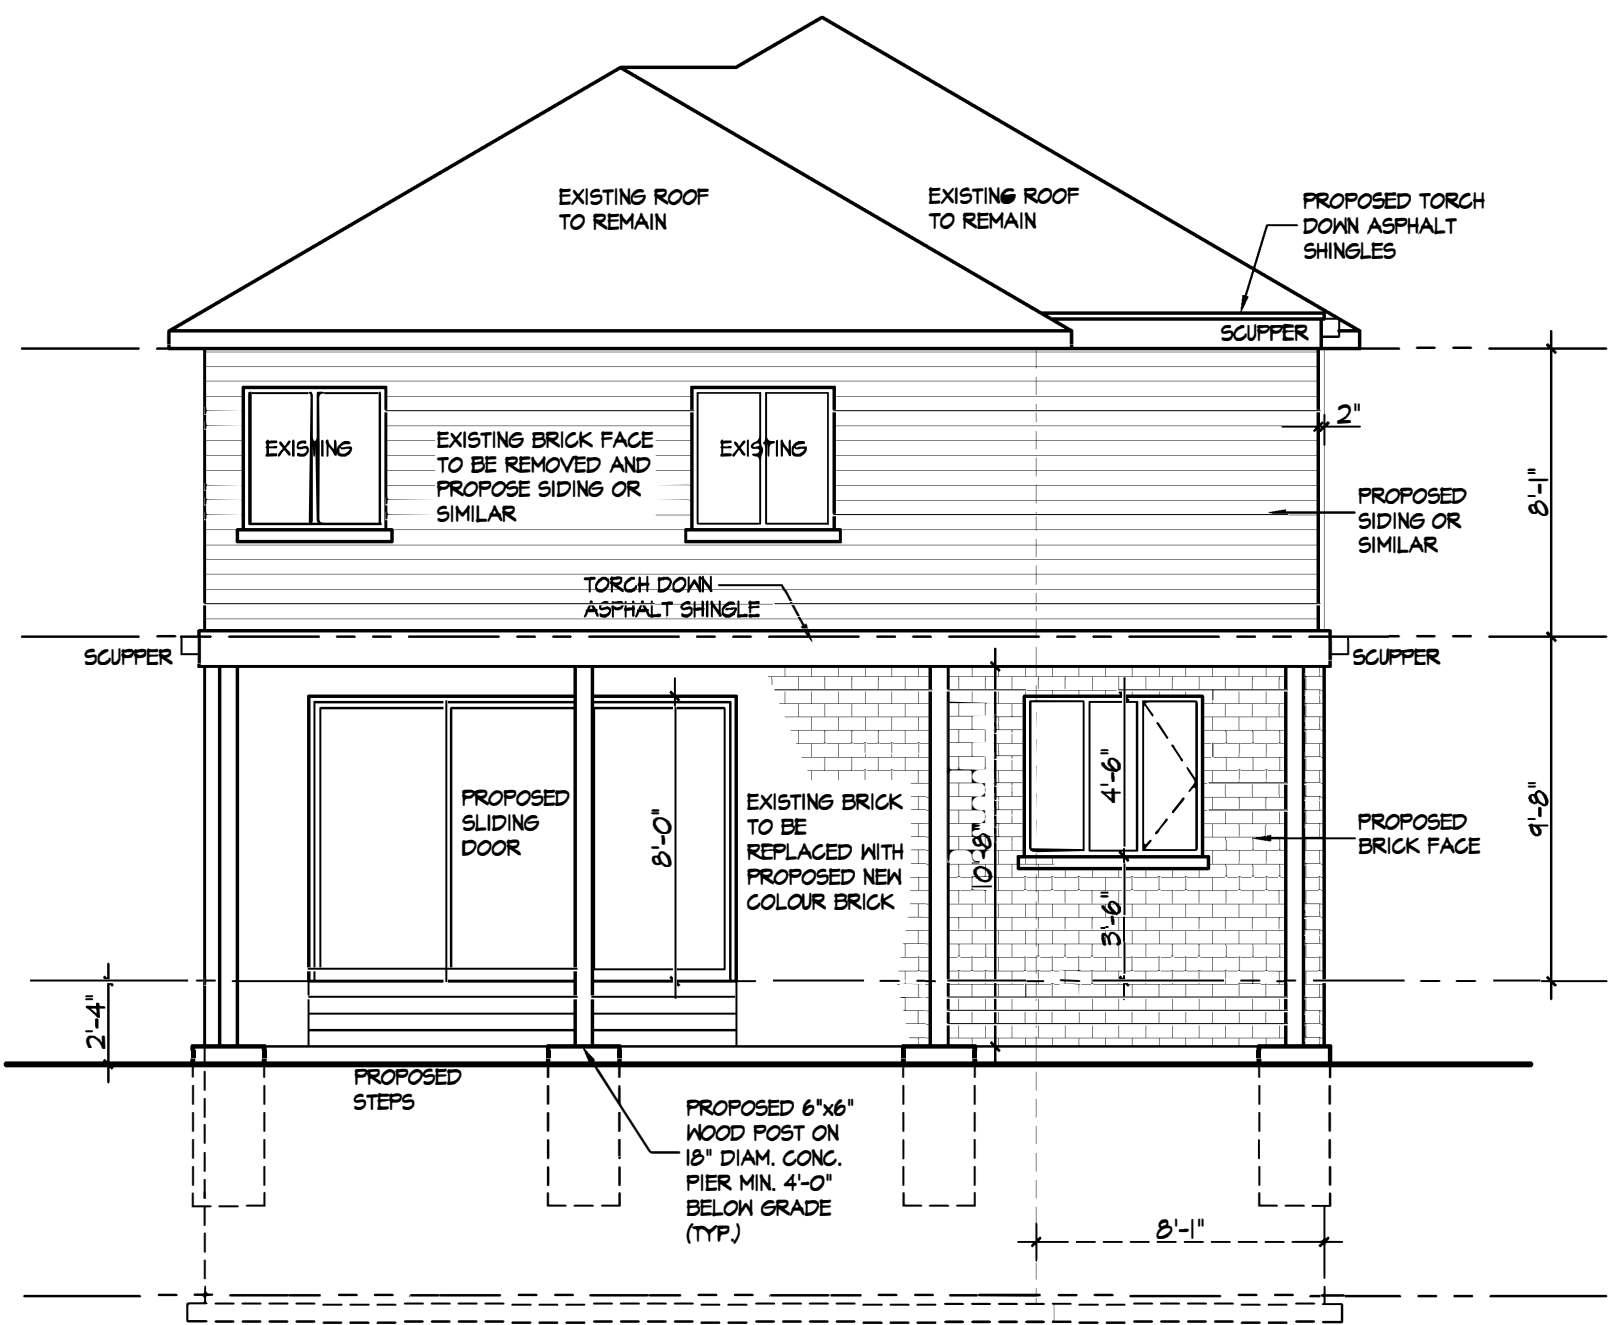 EXISTING ROOF
TO REMAIN
EXISTING ROOF
TO REMAIN
PROPOSED TORCH
DOWN ASPHALT
SHINGLES
SCUPPER
2"
EXISTING
EXISTING BRICK FACE
TO BE REMOVED AND
PROPOSE SIDING OR
SIMILAR
EXISTING
PROPOSED
SIDING OR
SIMILAR
8'-1"
TORCH DOWN
ASPHALT SHINGLE
SCUPPER
SCUPPER
PROPOSED
SLIDING
DOOR
8'-0"
EXISTING BRICK
TO BE
REPLACED WITH
PROPOSED NEW
COLOUR BRICK
10'-8"
4'-6"
3'-6"
PROPOSED
BRICK FACE
9'-8"
2'-4"
PROPOSED
STEPS
PROPOSED 6"x6"
WOOD POST ON
18" DIAM. CONC.
PIER MIN. 4'-0"
BELOW GRADE
(TYP.)
8'-1"